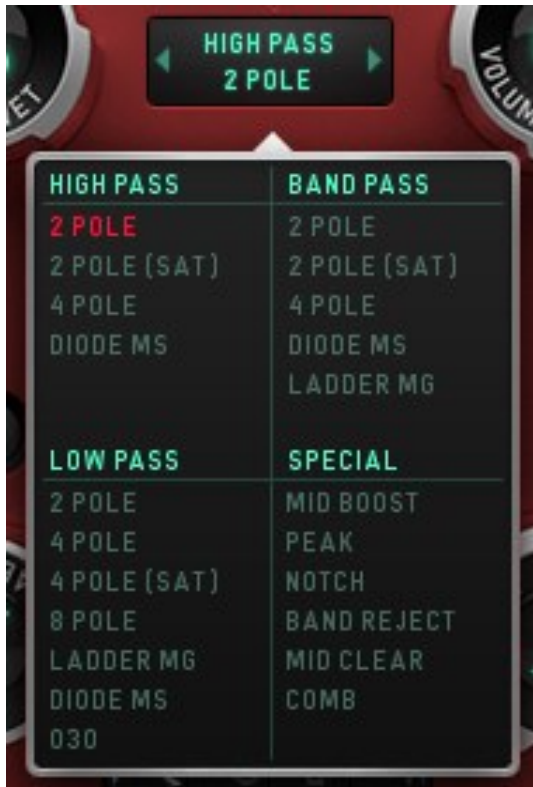 HIGH PASS
2 POLE
VOLUM
HIGH PASS
2 POLE
2 POLE (SAT)
4 POLE
DIODE MS
BAND PASS
2 POLE
2 POLE (SAT)
4 POLE
DIODE MS
LADDER MG
LOW PASS
2 POLE
4 POLE
4 POLE (SAT)
8 POLE
LADDER MG
DIODE MS
030
SPECIAL
MID BOOST
PEAK
NOTCH
BAND REJECT
MID CLEAR
COMB